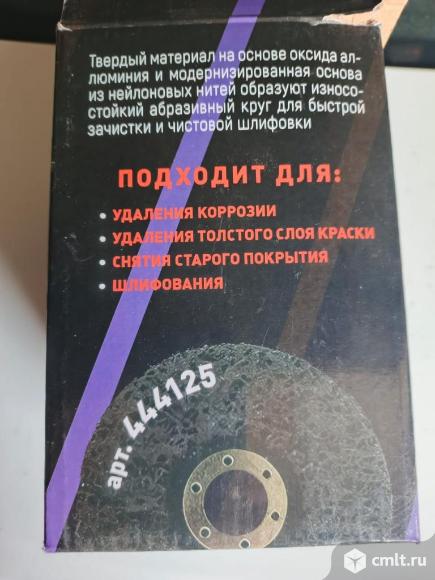 Твердый материал на основе оксида ал-
люминия и модернизированная основа
из нейлоновых нитей образуют износо-
стойкий абразивный круг для быстрой
зачистки и чистовой шлифовки
ПОДХОДИТ ДЛЯ:
• УДАЛЕНИЯ КОРРОЗИИ
• УДАЛЕНИЯ ТОЛСТОГО СЛОЯ КРАСКИ
• СНЯТИЯ СТАРОГО ПОКРЫТИЯ
• ШЛИФОВАНИЯ
арт. 444125
cmlt.ru